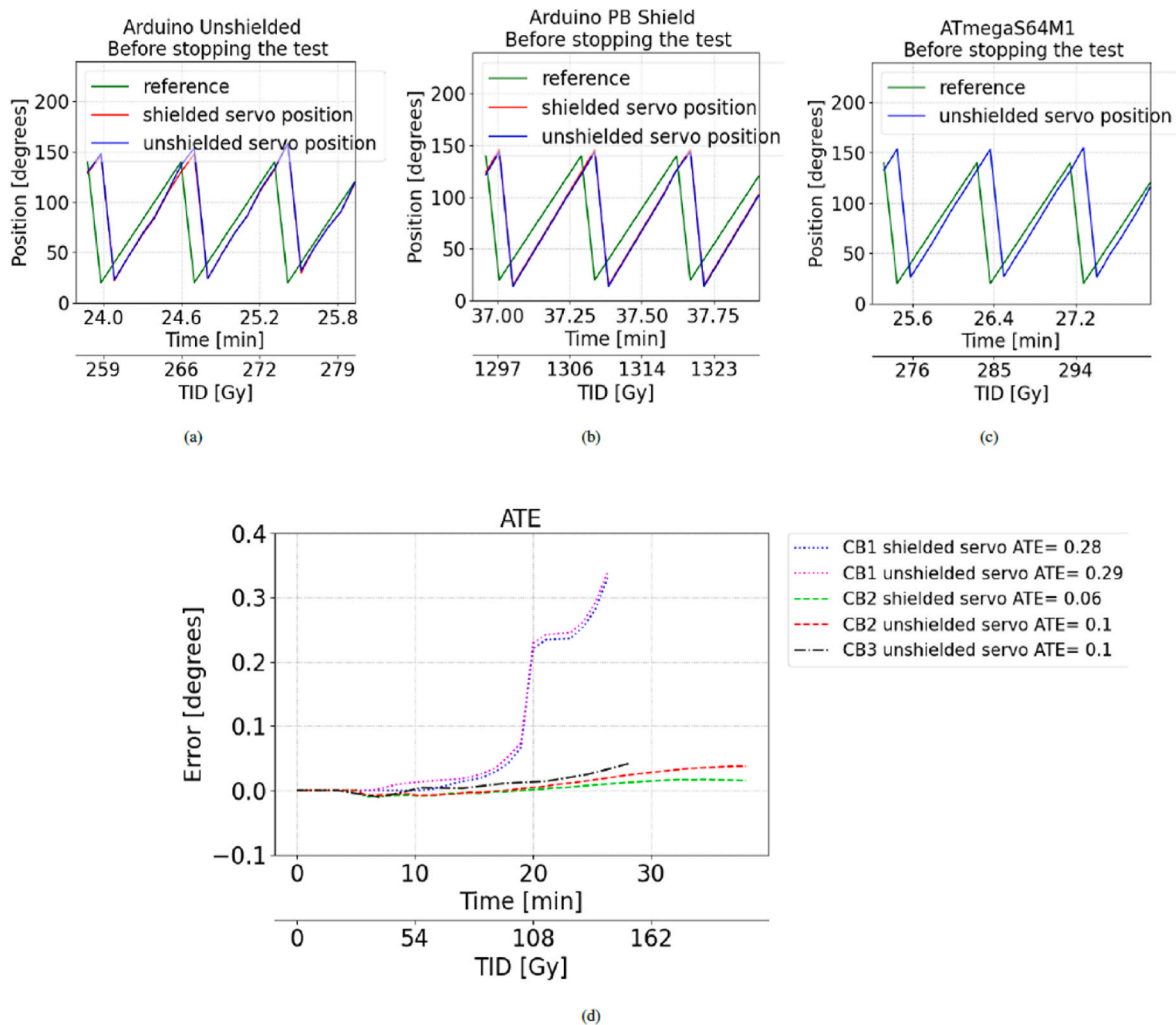 Arduino Unshielded
Before stopping the test
reference
shielded servo position
unshielded servo position
Position [degrees]
200
150
100
50
0
24.0 24.6 25.2 25.8
Time [min]
259 266 272 279
TID [Gy]
(a)
Arduino PB Shield
Before stopping the test
reference
shielded servo position
unshielded servo position
Position [degrees]
200
150
100
50
0
37.00 37.25 37.50 37.75
Time [min]
1297 1306 1314 1323
TID [Gy]
(b)
ATmegaS64M1
Before stopping the test
reference
unshielded servo position
Position [degrees]
200
150
100
50
0
25.6 26.4 27.2
Time [min]
276 285 294
TID [Gy]
(c)
ATE
Error [degrees]
0.4
0.3
0.2
0.1
0.0
−0.1
0 10 20 30
Time [min]
0 54 108 162
TID [Gy]
CB1 shielded servo ATE= 0.28
CB1 unshielded servo ATE= 0.29
CB2 shielded servo ATE= 0.06
CB2 unshielded servo ATE= 0.1
CB3 unshielded servo ATE= 0.1
(d)